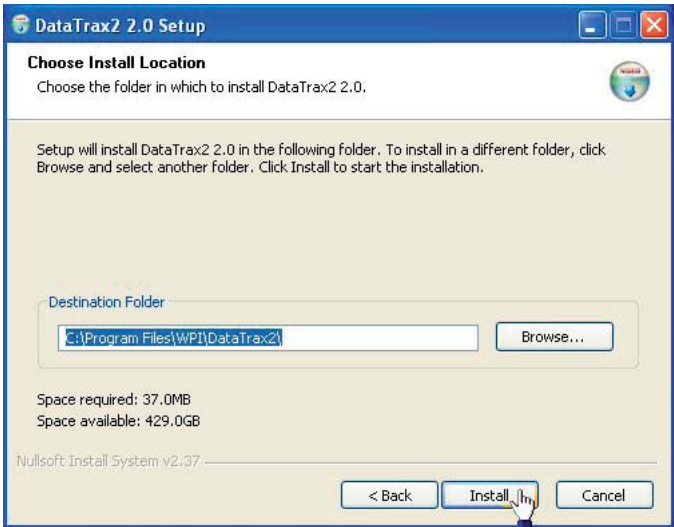 DataTrax2 2.0 Setup
Choose Install Location
Choose the folder in which to install DataTrax2 2.0.
Setup will install DataTrax2 2.0 in the following folder. To install in a different folder, click
Browse and select another folder. Click Install to start the installation.
Destination Folder
C:\Program Files\WPI\DataTrax2\
Browse...
Space required: 37.0MB
Space available: 429.0GB
Nullsoft Install System v2.37
< Back
Install
Cancel